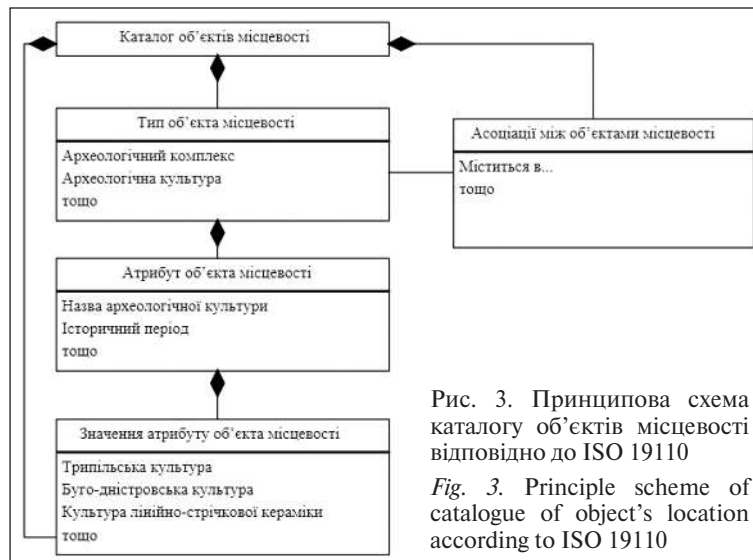 Каталог об’єктів місцевості
Тип об’єкта місцевості
Археологічний комплекс
Археологічна культура
тощо
Асоціації між об’єктами місцевості
Міститься в...
тощо
Атрибут об’єкта місцевості
Назва археологічної культури
Історичний період
тощо
Значення атрибуту об’єкта місцевості
Трипільська культура
Буго-дністровська культура
Культура лінійно-стрічкової кераміки
тощо
Рис. 3. Принципова схема
каталогу об’єктів місцевості
відповідно до ISO 19110
Fig. 3. Principle scheme of
catalogue of object’s location
according to ISO 19110